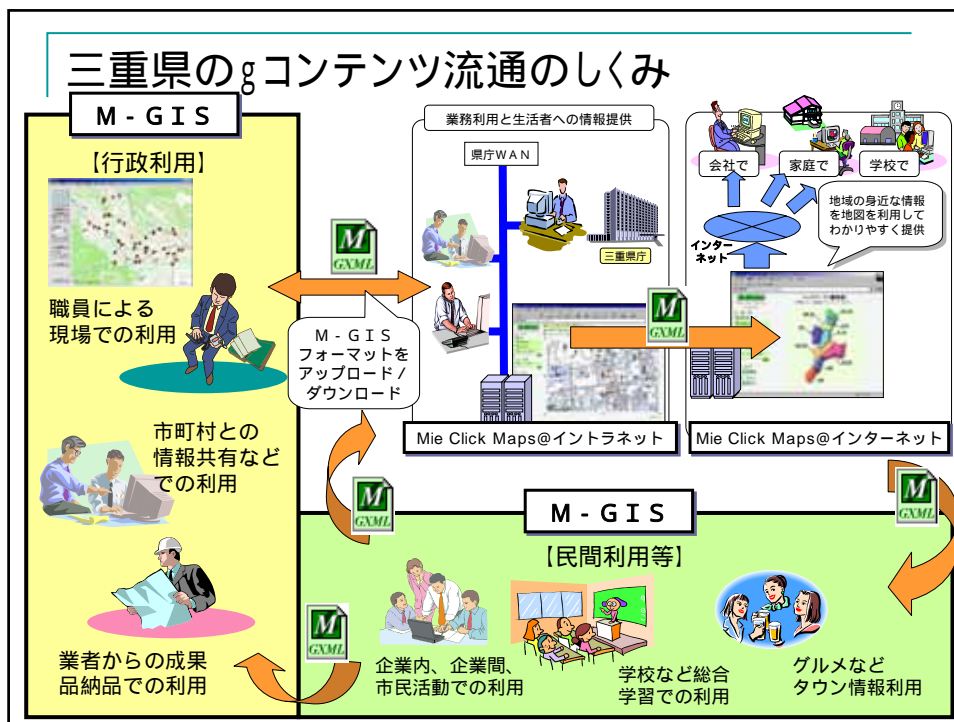 三重県のgコンテンツ流通のしくみ
M-GIS
【行政利用】
職員による
現場での利用
市町村との
情報共有など
での利用
業者からの成果
品納品での利用
M
GXML
M-GIS
フォーマットを
アップロード/
ダウンロード
業務利用と生活者への情報提供
県庁WAN
三重県庁
Mie Click Maps@イントラネット
M
GXML
会社で
家庭で
学校で
地域の身近な情報
を地図を利用して
わかりやすく提供
インター
ネット
Mie Click Maps@インターネット
M
GXML
M
GXML
M
GXML
M-GIS
【民間利用等】
企業内、企業間、
市民活動での利用
学校など総合
学習での利用
グルメなど
タウン情報利用